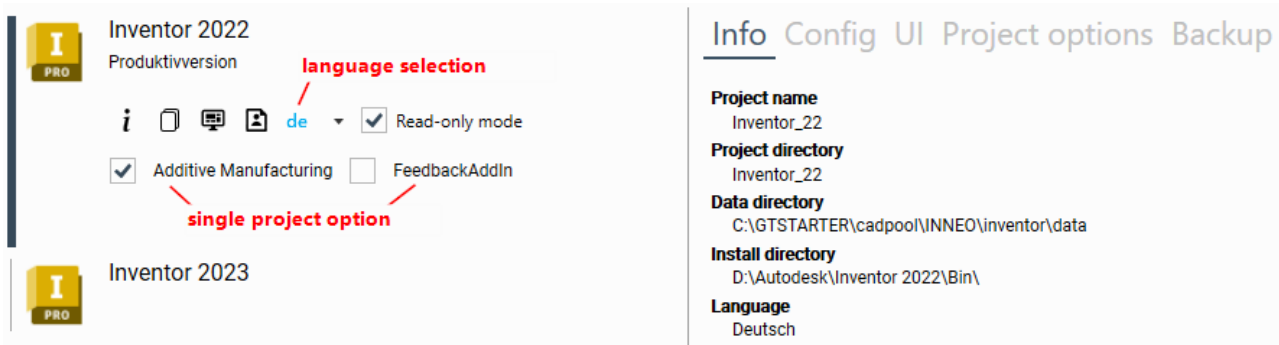 Inventor 2022
Produktivversion
language selection
i de Read-only mode
Additive Manufacturing FeedbackAddIn
single project option
Inventor 2023
I
PRO
I
PRO
Info Config UI Project options Backup
Project name
Inventor_22
Project directory
Inventor_22
Data directory
C:\GTSTARTER\cadpool\INNEO\inventor\data
Install directory
D:\Autodesk\Inventor 2022\Bin\
Language
Deutsch